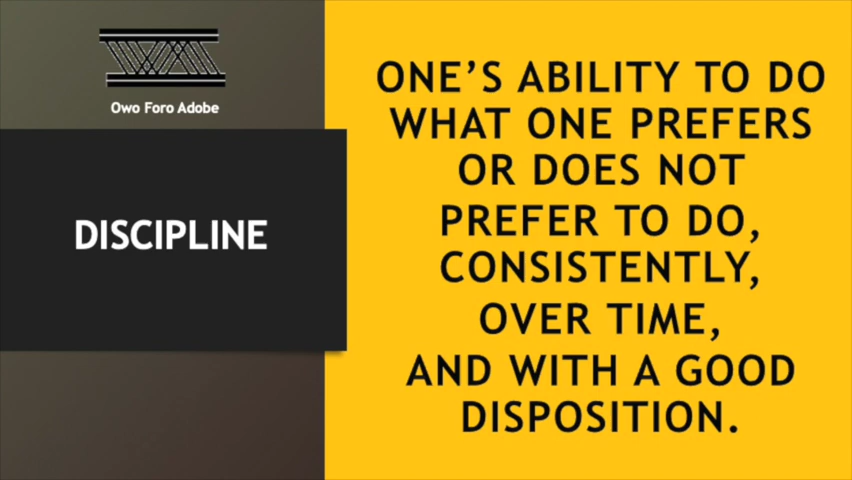 Owo Foro Adobe
DISCIPLINE
ONE’S ABILITY TO DO
WHAT ONE PREFERS
OR DOES NOT
PREFER TO DO,
CONSISTENTLY,
OVER TIME,
AND WITH A GOOD
DISPOSITION.